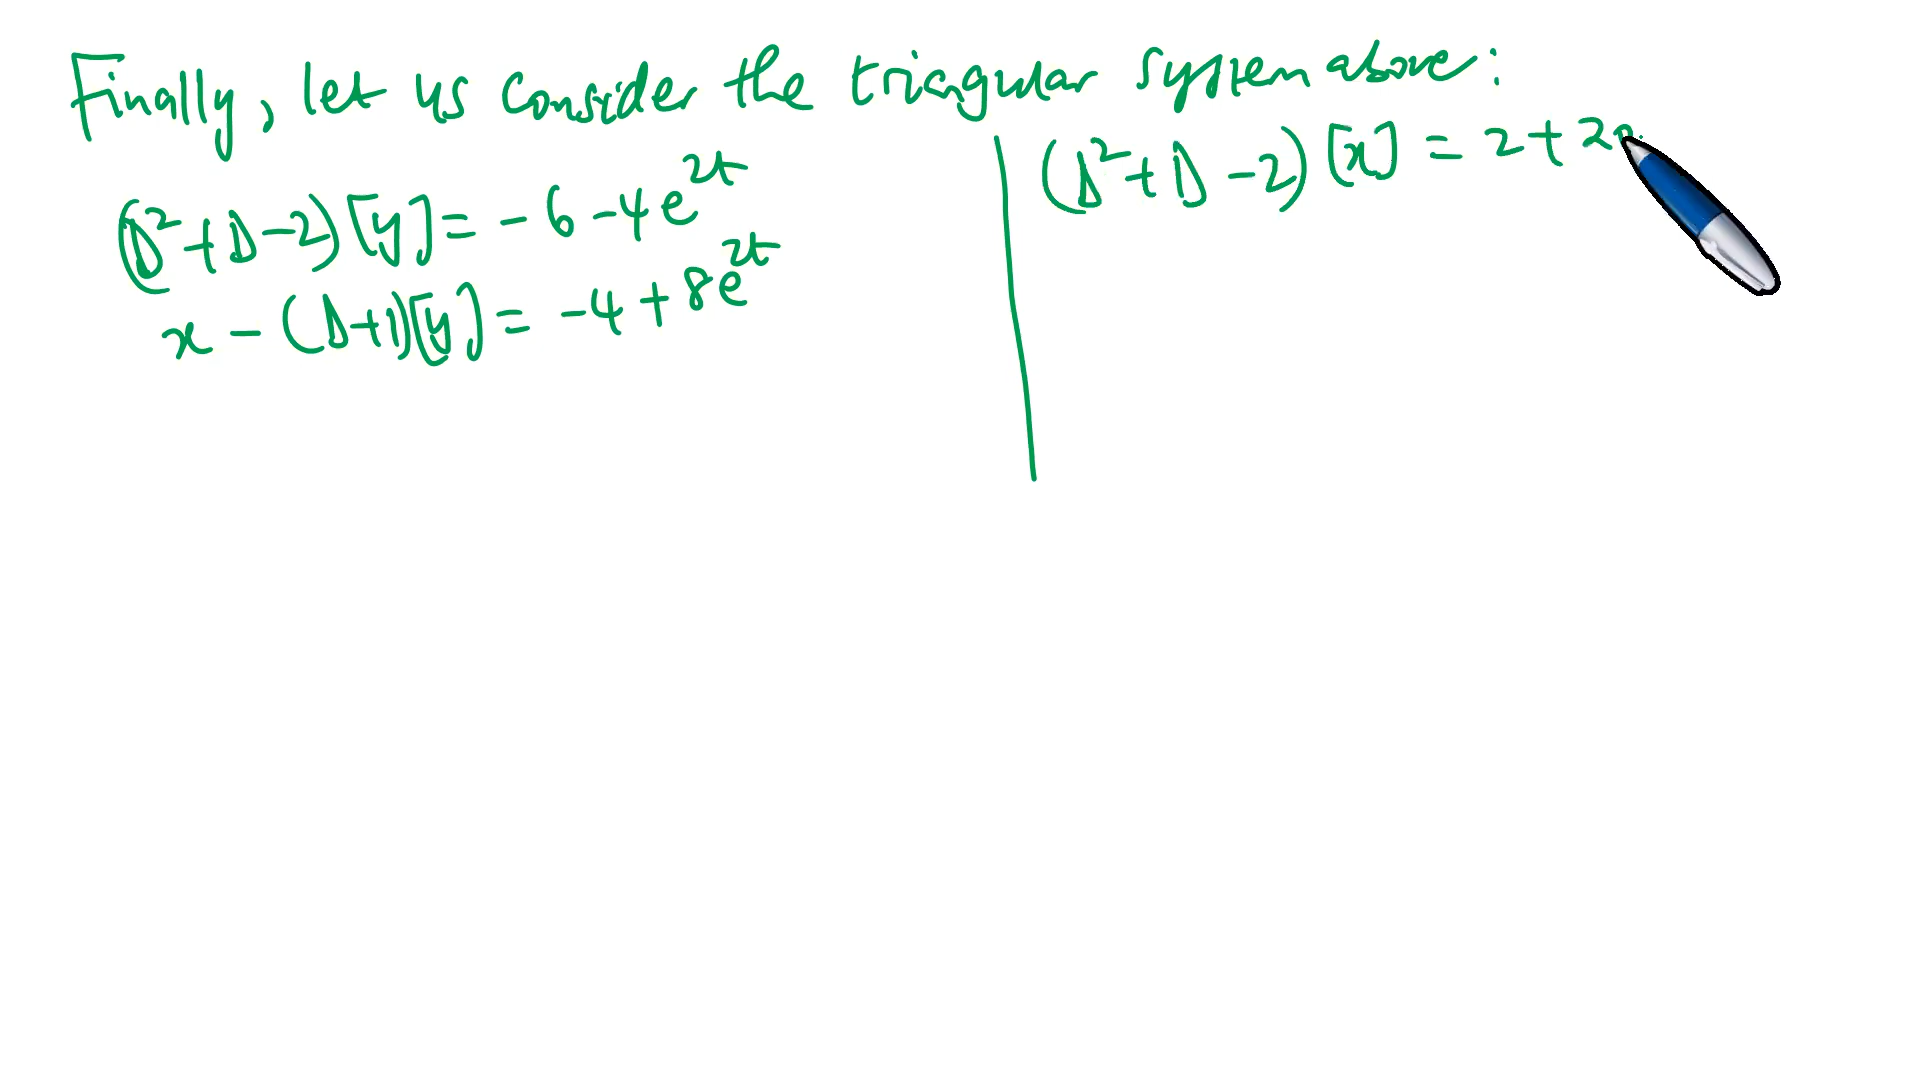 Finally, let us consider the triangular system above:
(D²+D-2)[y] = -6-4e^{2t}
x - (D+1)[y] = -4+8e^{2t}
(D²+D-2)[x] = 2+2